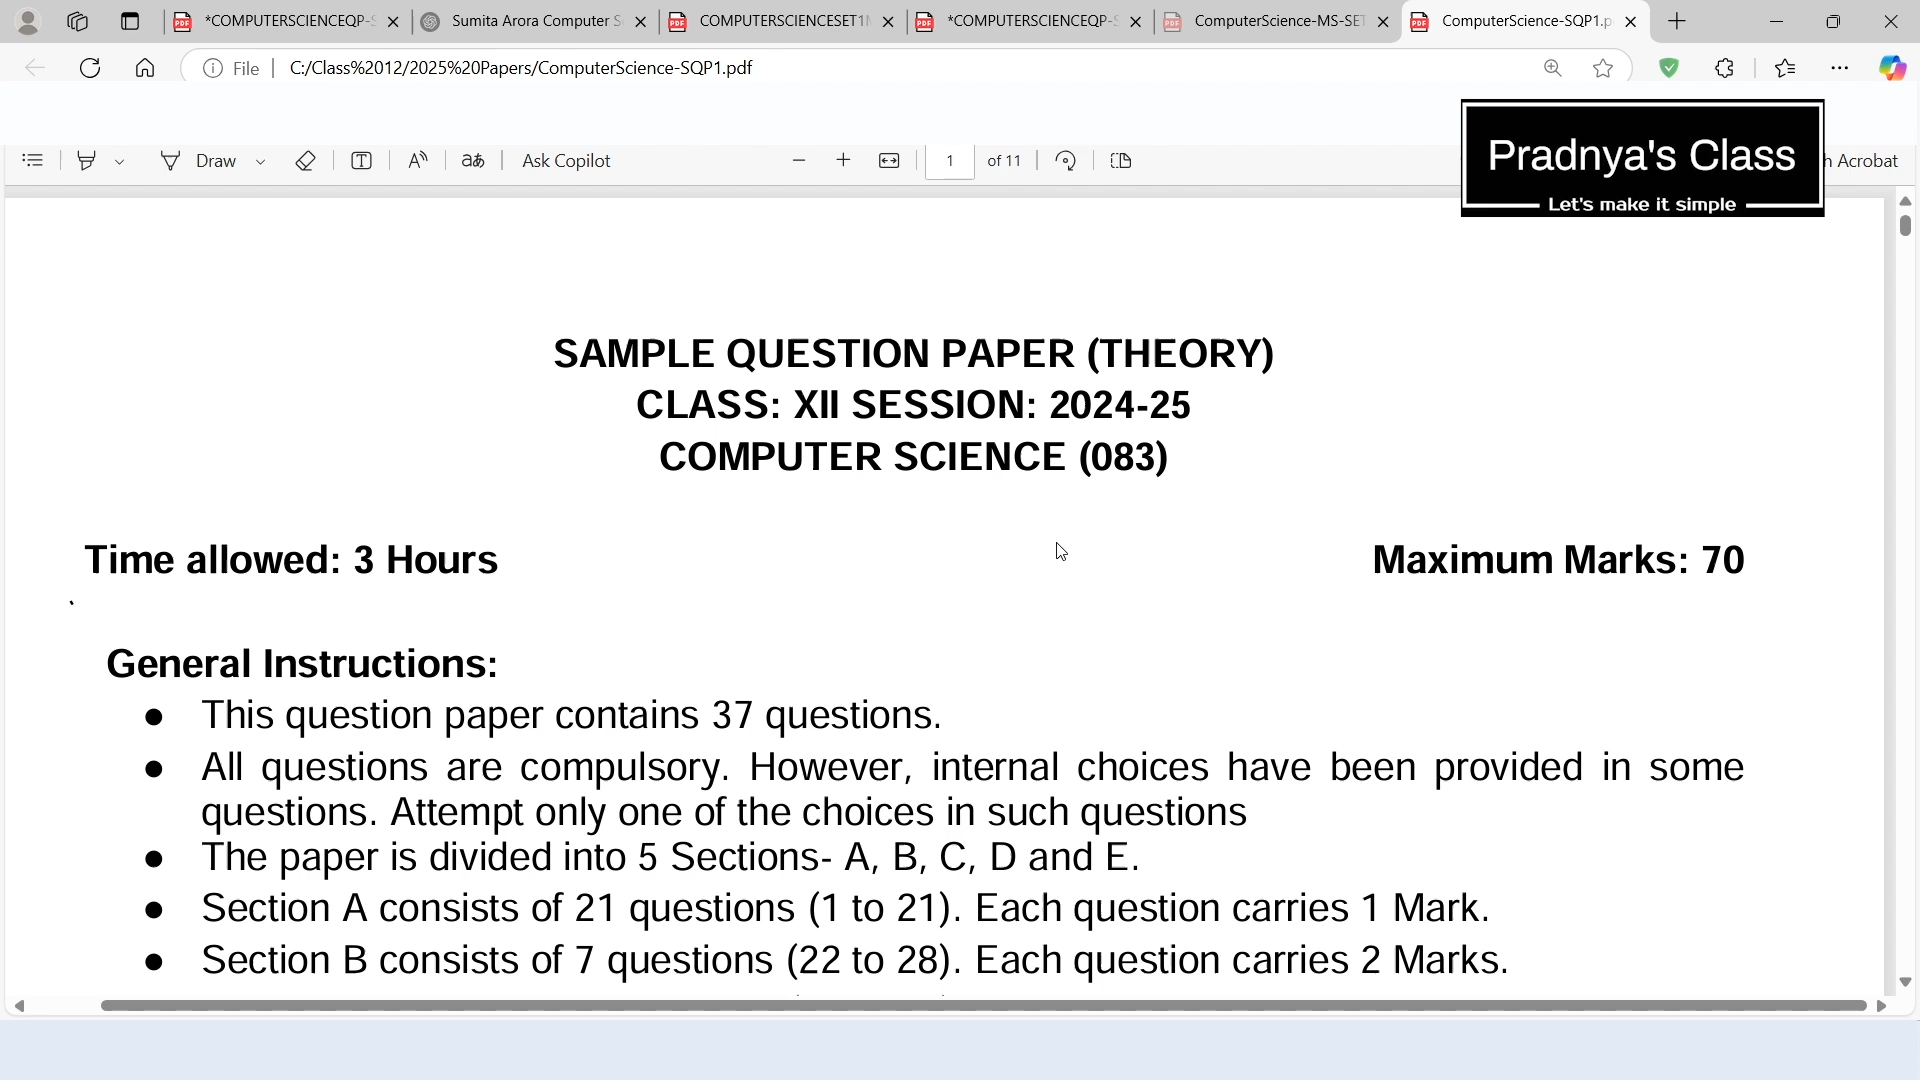 *COMPUTERSCIENCEQP-S
Sumita Arora Computer S
COMPUTERSCIENCESET1
*COMPUTERSCIENCEQP-S
ComputerScience-MS-SET
ComputerScience-SQP1.p
File
C:/Class%2012/2025%20Papers/ComputerScience-SQP1.pdf
Draw
Ask Copilot
1 of 11
Acrobat
Pradnya's Class
Let's make it simple
SAMPLE QUESTION PAPER (THEORY)
CLASS: XII SESSION: 2024-25
COMPUTER SCIENCE (083)
Time allowed: 3 Hours
Maximum Marks: 70
General Instructions:
● This question paper contains 37 questions.
● All questions are compulsory. However, internal choices have been provided in some
questions. Attempt only one of the choices in such questions
● The paper is divided into 5 Sections- A, B, C, D and E.
● Section A consists of 21 questions (1 to 21). Each question carries 1 Mark.
● Section B consists of 7 questions (22 to 28). Each question carries 2 Marks.